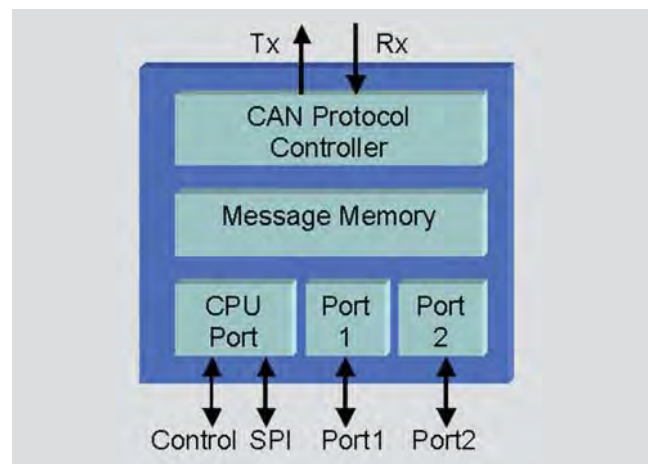 Tx Rx
CAN Protocol
Controller
Message Memory
CPU
Port
Port
1
Port
2
Control SPI Port1 Port2